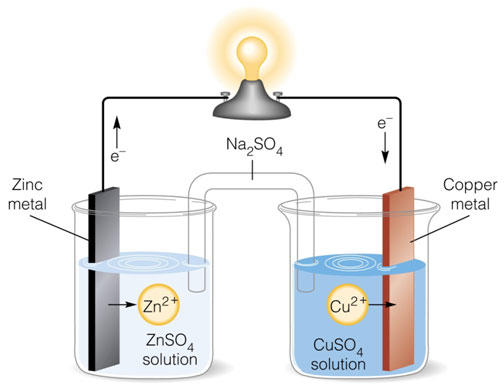 e⁻
e⁻
Na₂SO₄
Zinc
metal
Copper
metal
Zn²⁺
Cu²⁺
ZnSO₄
solution
CuSO₄
solution